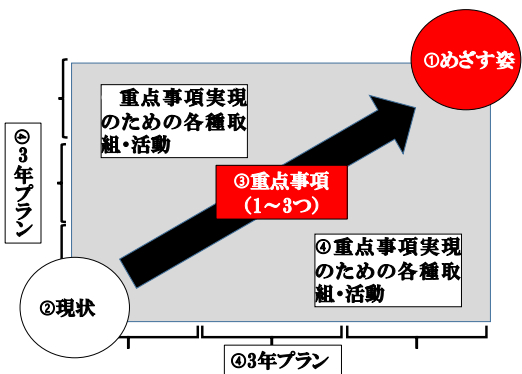 ①めざす姿
重点事項実現
のための各種取
組・活動
④3年プラン
③重点事項
（1～3つ）
④重点事項実現
のための各種取
組・活動
②現状
④3年プラン